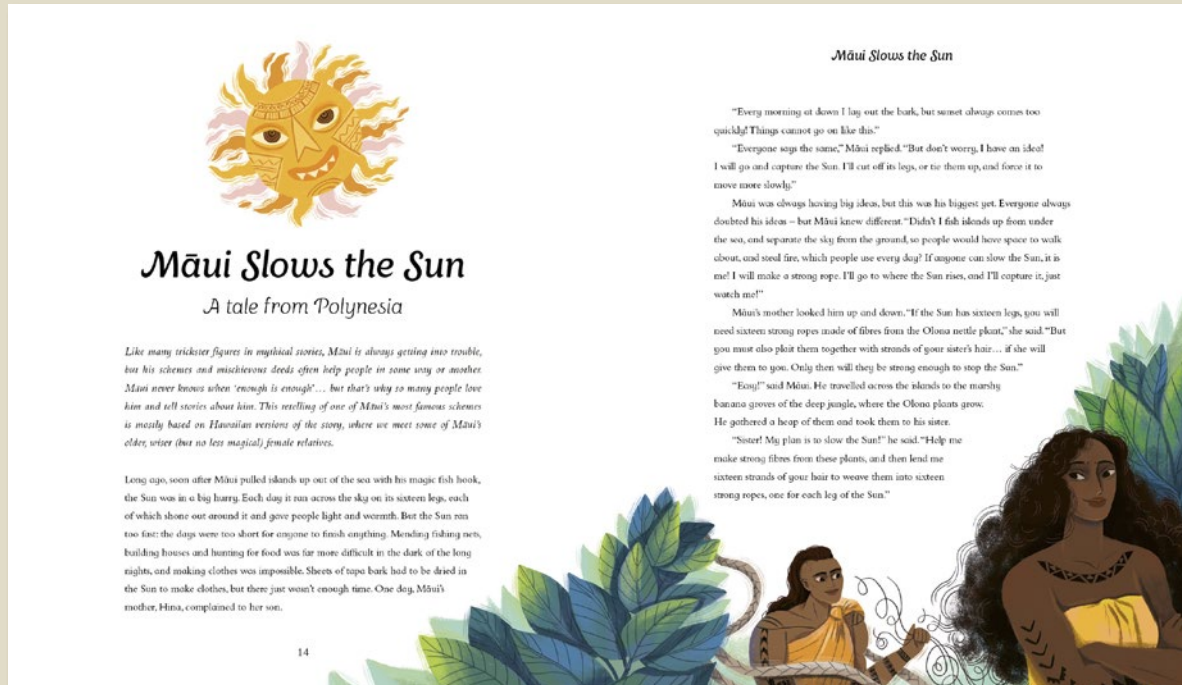 Māui Slows the Sun
A tale from Polynesia
Like many trickster figures in mythical stories, Māui is always getting into trouble,
but his schemes and mischievous deeds often help people in some way or another.
Māui never knows when ‘enough is enough’… but that’s why so many people love
him and tell stories about him. This retelling of one of Māui’s most famous schemes
is mostly based on Hawaiian versions of the story, where we meet some of Māui’s
older, wiser (but no less magical) female relatives.
Long ago, soon after Māui pulled islands up out of the sea with his magic fish hook,
the Sun was in a big hurry. Each day it ran across the sky on its sixteen legs, each
of which shone out around it and gave people light and warmth. But the Sun ran
too fast: the days were too short for anyone to finish anything. Mending fishing nets,
building houses and hunting for food was far more difficult in the dark of the long
nights, and making clothes was impossible. Sheets of tapa bark had to be dried in
the Sun to make clothes, but there just wasn’t enough time. One day, Māui’s
mother, Hina, complained to her son.
14
Māui Slows the Sun
“Every morning at dawn I lay out the bark, but sunset always comes too
quickly! Things cannot go on like this.”
“Everyone says the same,” Māui replied. “But don’t worry, I have an idea!
I will go and capture the Sun. I’ll cut off its legs, or tie them up, and force it to
move more slowly.”
Māui was always having big ideas, but this was his biggest yet. Everyone always
doubted his ideas – but Māui knew different. “Didn’t I fish islands up from under
the sea, and separate the sky from the ground, so people would have space to walk
about, and steal fire, which people use every day? If anyone can slow the Sun, it is
me! I will make a strong rope. I’ll go to where the Sun rises, and I’ll capture it, just
watch me!”
Māui’s mother looked him up and down. “If the Sun has sixteen legs, you will
need sixteen strong ropes made of fibres from the Olona nettle plant,” she said. “But
you must also plait them together with strands of your sister’s hair… if she will
give them to you. Only then will they be strong enough to stop the Sun.”
“Easy!” said Māui. He travelled across the islands to the marshy
banana groves of the deep jungle, where the Olona plants grow.
He gathered a heap of them and took them to his sister.
“Sister! My plan is to slow the Sun!” he said. “Help me
make strong fibres from these plants, and then lend me
sixteen strands of your hair to weave them into sixteen
strong ropes, one for each leg of the Sun.”